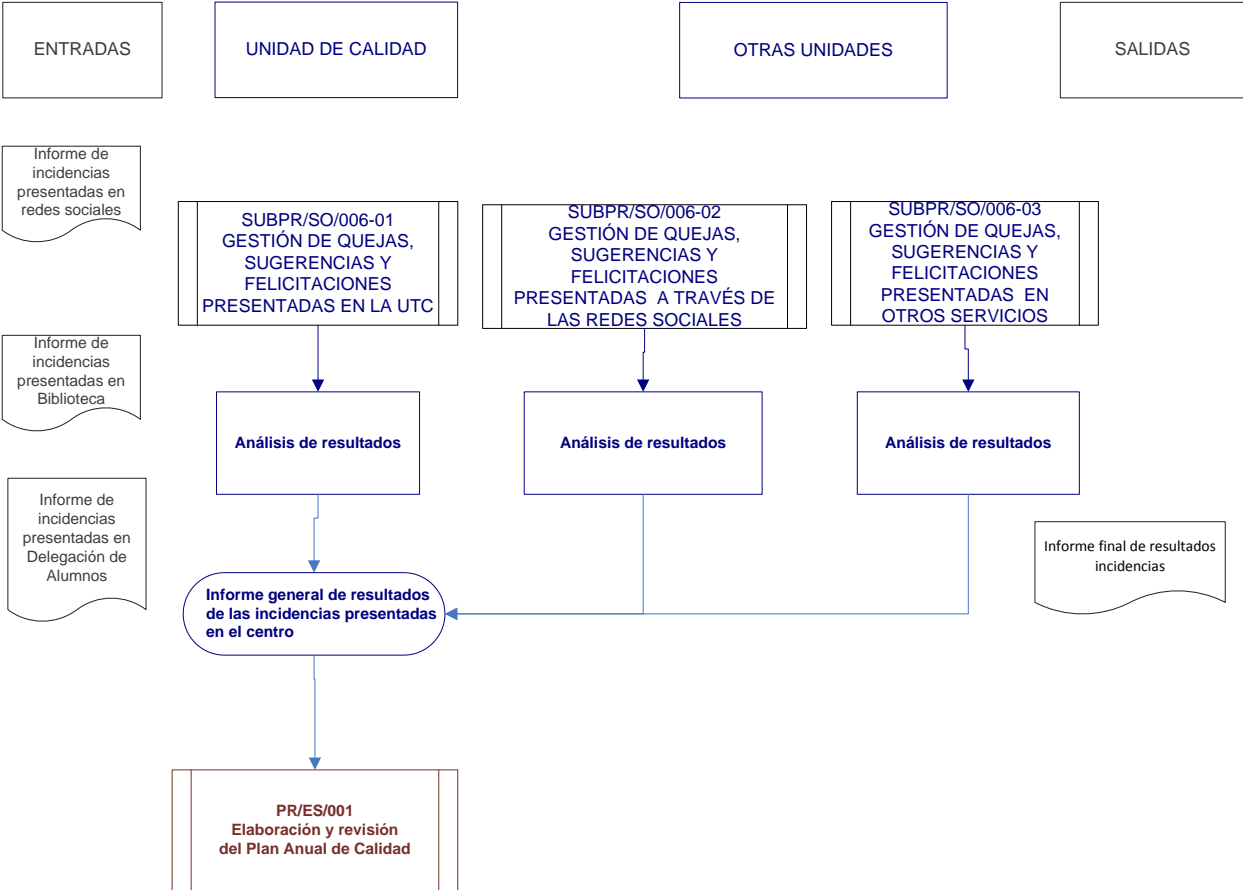 ENTRADAS
UNIDAD DE CALIDAD
OTRAS UNIDADES
SALIDAS
Informe de
incidencias
presentadas en
redes sociales
SUBPR/SO/006-01
GESTIÓN DE QUEJAS,
SUGERENCIAS Y
FELICITACIONES
PRESENTADAS EN LA UTC
SUBPR/SO/006-02
GESTIÓN DE QUEJAS,
SUGERENCIAS Y
FELICITACIONES
PRESENTADAS A TRAVÉS DE
LAS REDES SOCIALES
SUBPR/SO/006-03
GESTIÓN DE QUEJAS,
SUGERENCIAS Y
FELICITACIONES
PRESENTADAS EN
OTROS SERVICIOS
Informe de
incidencias
presentadas en
Biblioteca
Análisis de resultados
Análisis de resultados
Análisis de resultados
Informe de
incidencias
presentadas en
Delegación de
Alumnos
Informe final de resultados
incidencias
Informe general de resultados
de las incidencias presentadas
en el centro
PR/ES/001
Elaboración y revisión
del Plan Anual de Calidad